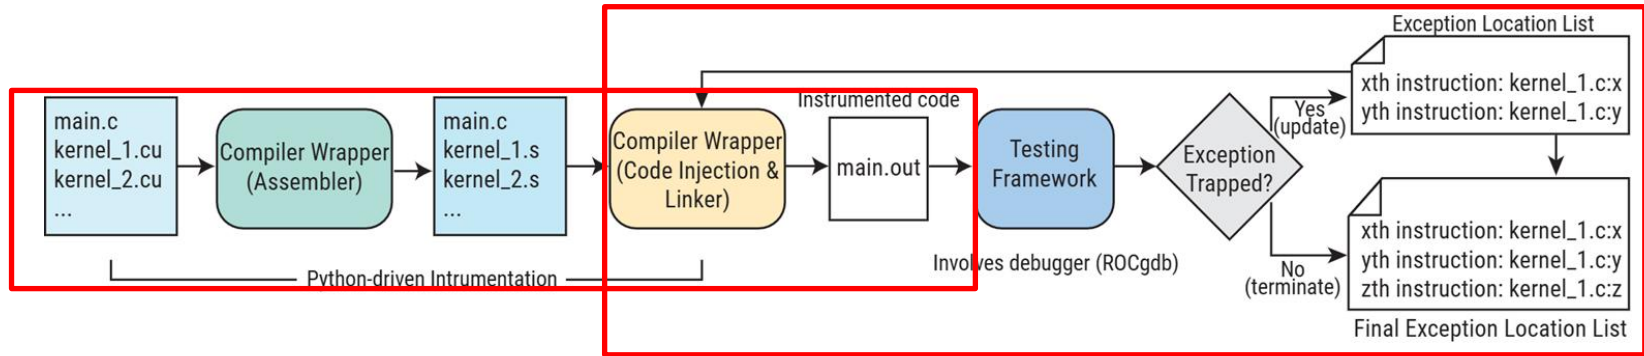 main.c
kernel_1.cu
kernel_2.cu
...
Compiler Wrapper
(Assembler)
main.c
kernel_1.s
kernel_2.s
...
Compiler Wrapper
(Code Injection &
Linker)
Instrumented code
main.out
Python-driven Intrumentation
Testing
Framework
Involves debugger (ROCgdb)
Exception
Trapped?
Yes
(update)
No
(terminate)
Exception Location List
xth instruction: kernel_1.c:x
yth instruction: kernel_1.c:y
xth instruction: kernel_1.c:x
yth instruction: kernel_1.c:y
zth instruction: kernel_1.c:z
Final Exception Location List